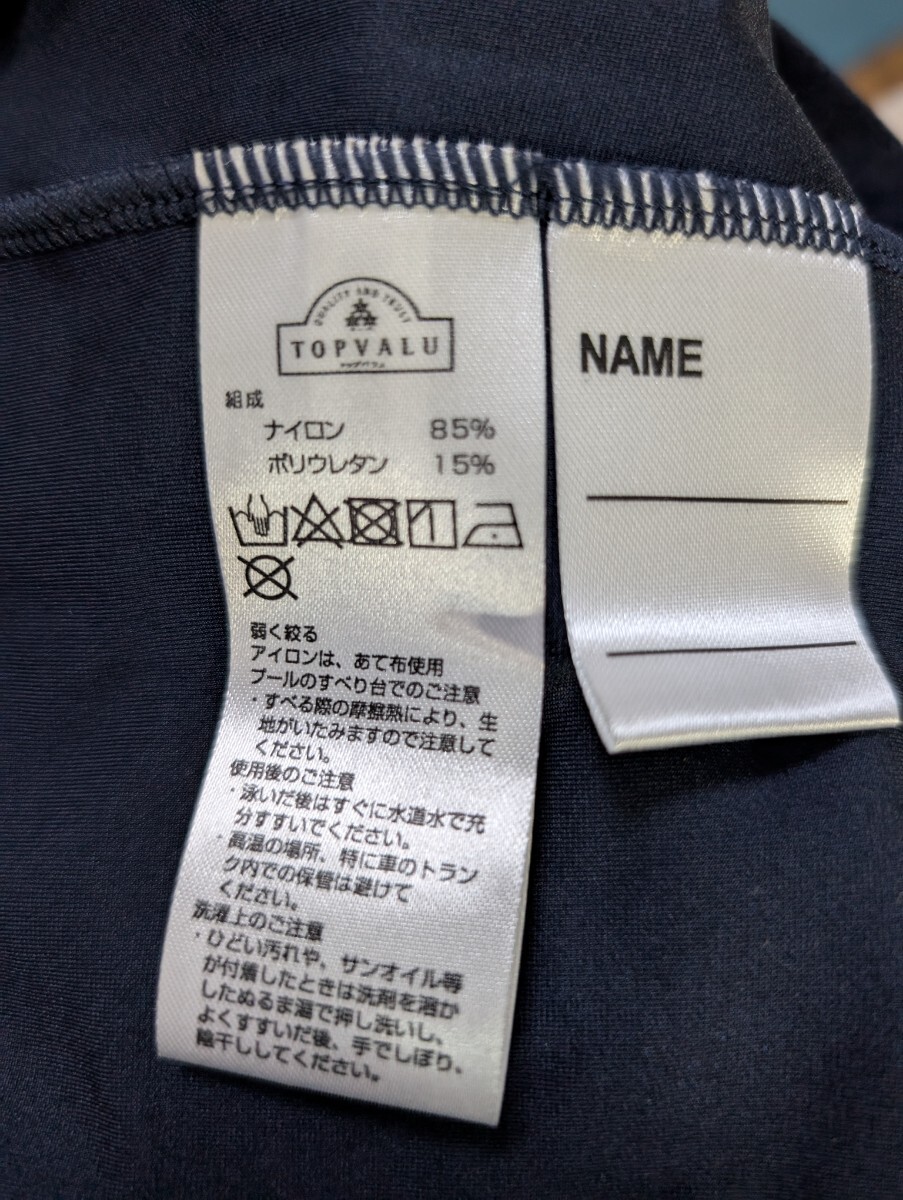 QUALITY AND TRUST
TOPVALU
トップバリュ
組成
ナイロン 85%
ポリウレタン 15%
弱く絞る
アイロンは、あて布使用
プールのすべり台でのご注意
・すべる際の摩擦熱により、生
地がいたみますので注意して
ください。
使用後のご注意
・泳いだ後はすぐに水道水で充
分すすいでください。
・高温の場所、特に車のトラン
ク内での保管は避けて
ください。
洗濯上のご注意
・ひどい汚れや、サンオイル等
が付着したときは洗剤を溶か
したぬるま湯で押し洗いし、
よくすすいだ後、手でしぼり、
陰干ししてください。
NAME